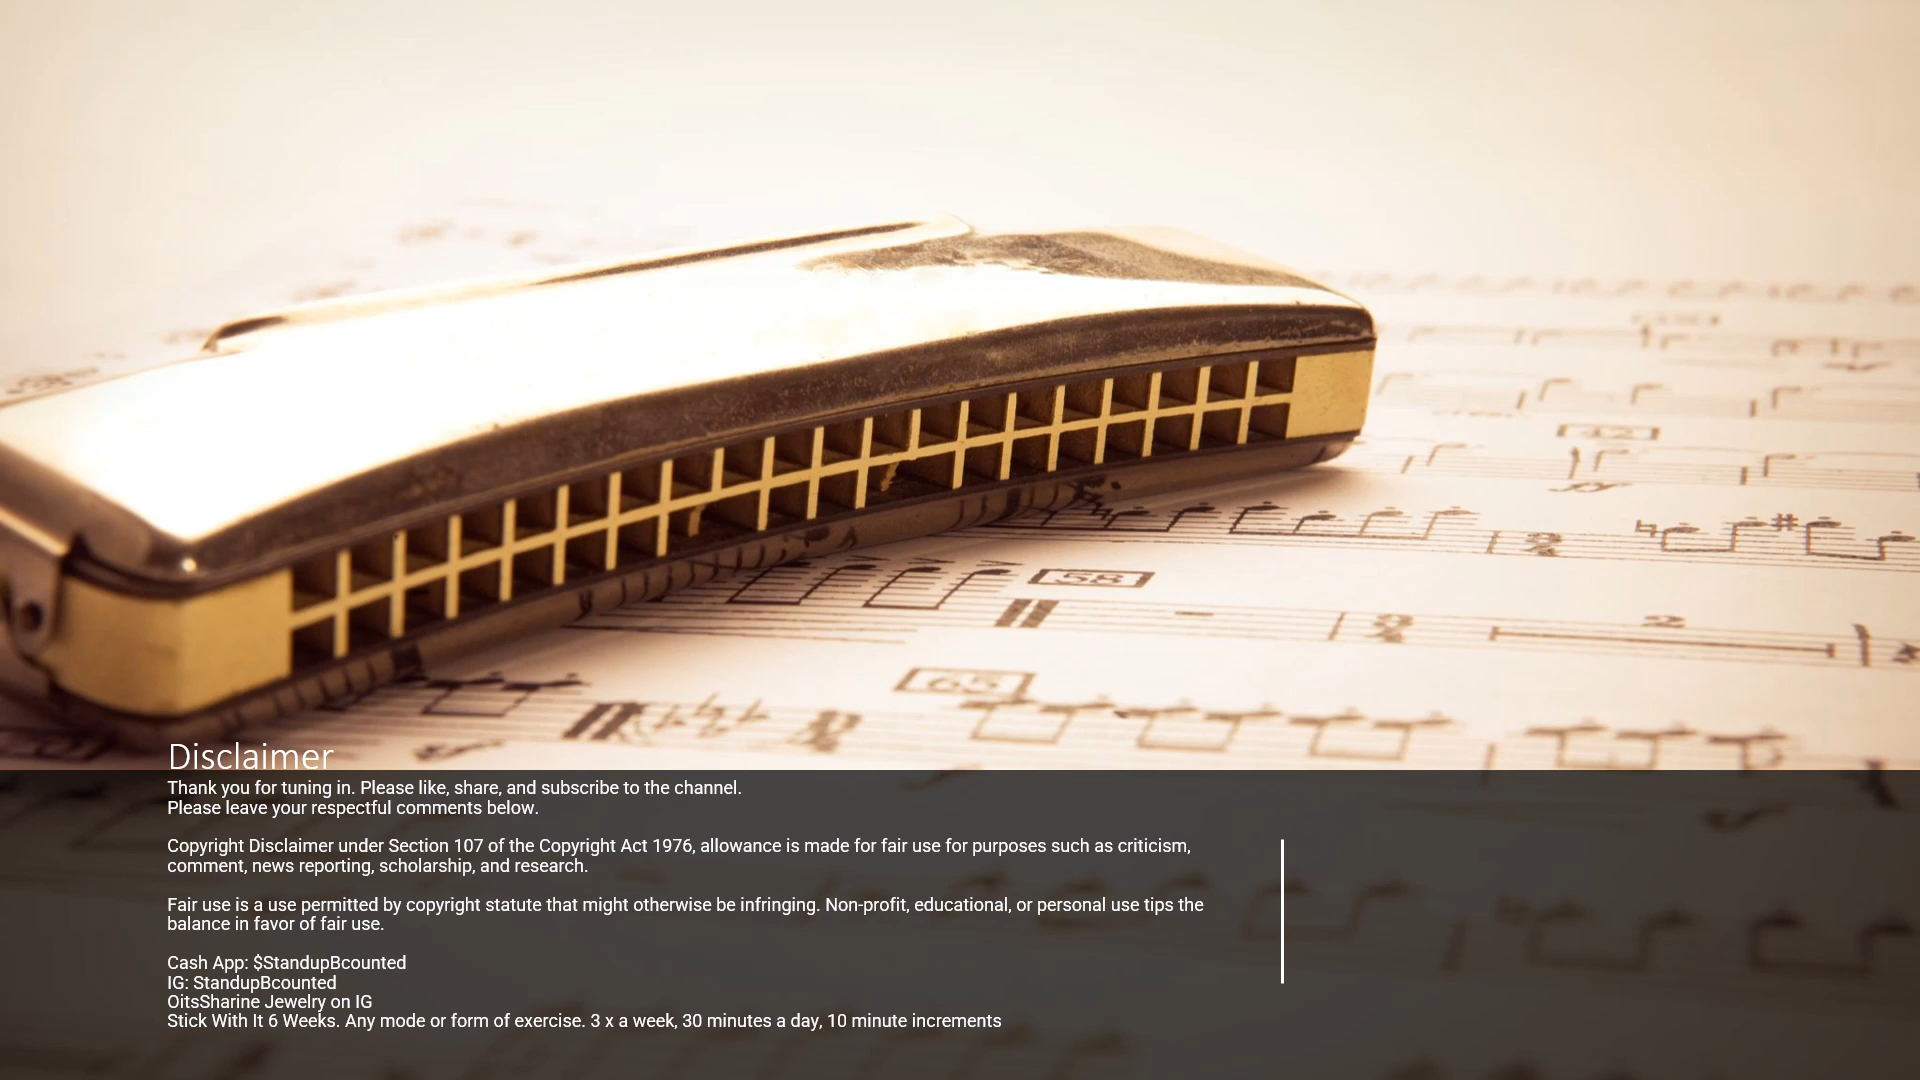 58
65
Disclaimer
Thank you for tuning in. Please like, share, and subscribe to the channel.
Please leave your respectful comments below.
Copyright Disclaimer under Section 107 of the Copyright Act 1976, allowance is made for fair use for purposes such as criticism,
comment, news reporting, scholarship, and research.
Fair use is a use permitted by copyright statute that might otherwise be infringing. Non-profit, educational, or personal use tips the
balance in favor of fair use.
Cash App: $StandupBcounted
IG: StandupBcounted
OitsSharine Jewelry on IG
Stick With It 6 Weeks. Any mode or form of exercise. 3 x a week, 30 minutes a day, 10 minute increments